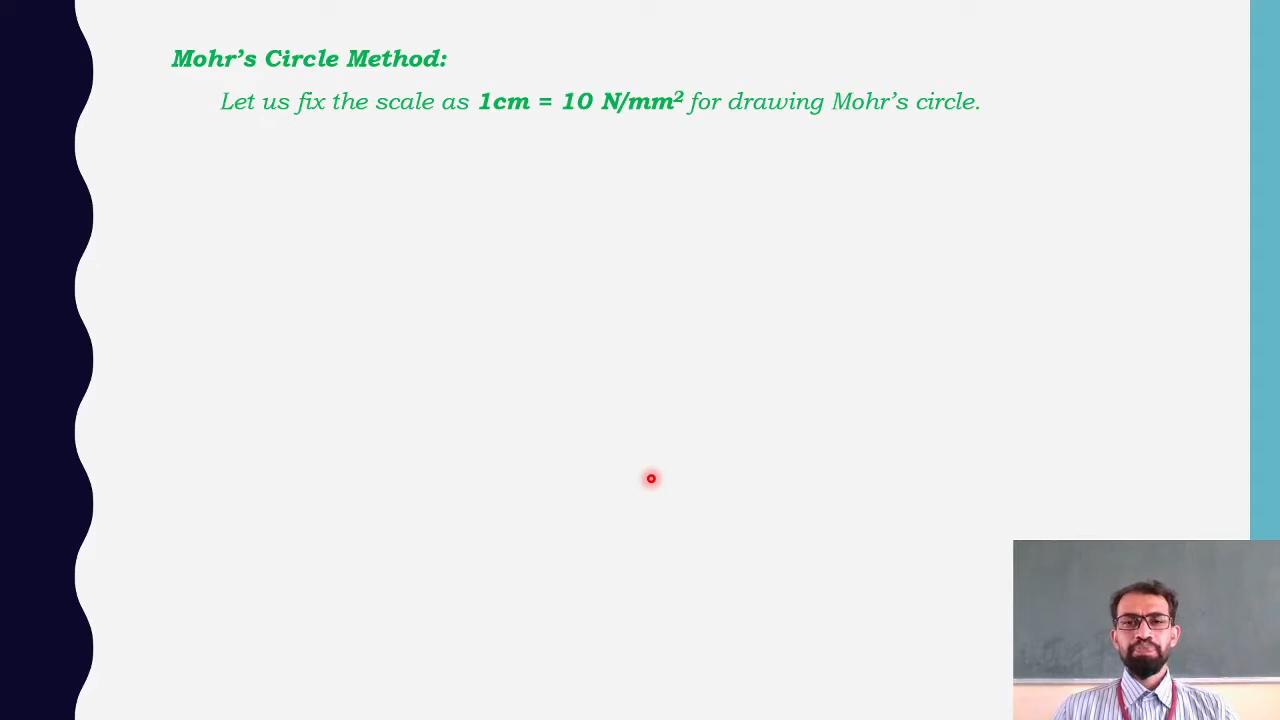 Mohr's Circle Method:
Let us fix the scale as 1cm = 10 N/mm² for drawing Mohr's circle.